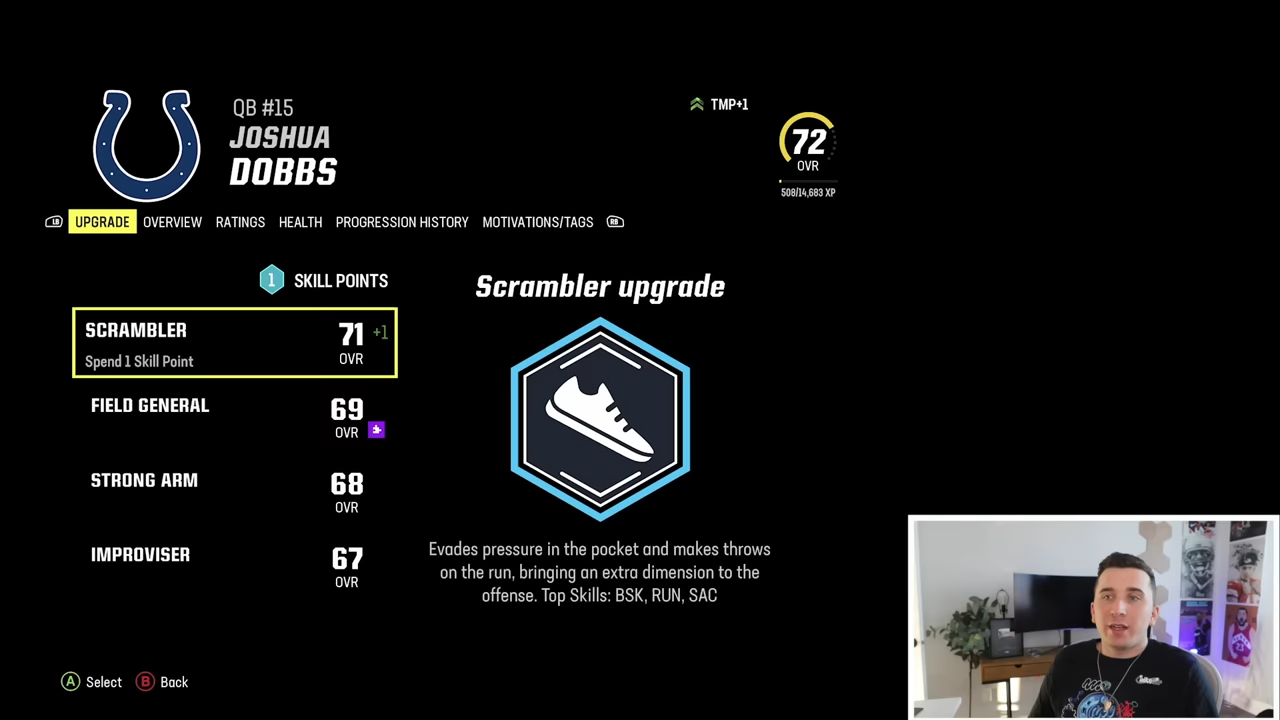 QB #15
JOSHUA
DOBBS
TMP+1
72
OVR
508/14,683 XP
LB UPGRADE OVERVIEW RATINGS HEALTH PROGRESSION HISTORY MOTIVATIONS/TAGS RB
1 SKILL POINTS
SCRAMBLER 71 +1
Spend 1 Skill Point OVR
FIELD GENERAL 69
OVR
STRONG ARM 68
OVR
IMPROVISER 67
OVR
Scrambler upgrade
Evades pressure in the pocket and makes throws
on the run, bringing an extra dimension to the
offense. Top Skills: BSK, RUN, SAC
A Select B Back
23